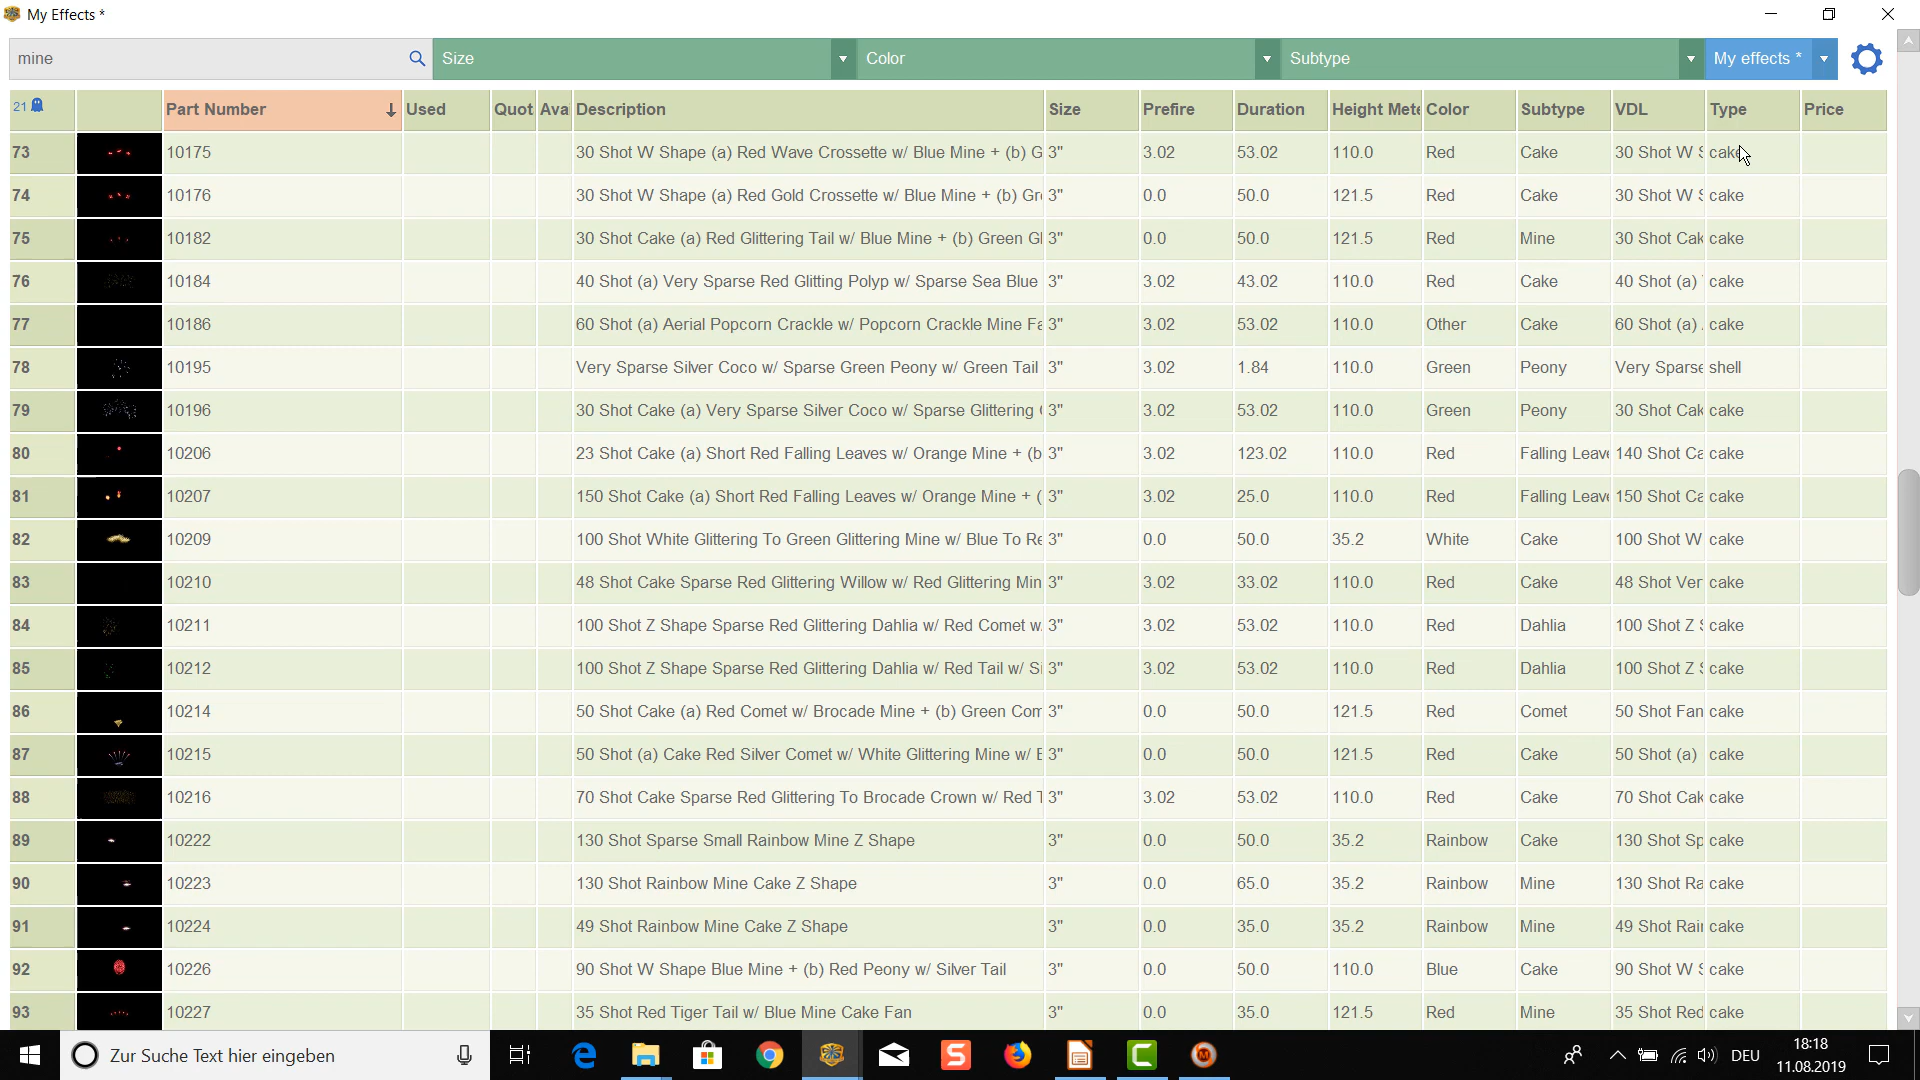 My Effects *
mine Size Color Subtype My effects *
21 Part Number Used Quot Ava Description Size Prefire Duration Height Mete Color Subtype VDL Type Price
73 10175 30 Shot W Shape (a) Red Wave Crossette w/ Blue Mine + (b) G 3" 3.02 53.02 110.0 Red Cake 30 Shot W S cake
74 10176 30 Shot W Shape (a) Red Gold Crossette w/ Blue Mine + (b) Gr 3" 0.0 50.0 121.5 Red Cake 30 Shot W S cake
75 10182 30 Shot Cake (a) Red Glittering Tail w/ Blue Mine + (b) Green Gl 3" 0.0 50.0 121.5 Red Mine 30 Shot Cak cake
76 10184 40 Shot (a) Very Sparse Red Glitting Polyp w/ Sparse Sea Blue 3" 3.02 43.02 110.0 Red Cake 40 Shot (a) cake
77 10186 60 Shot (a) Aerial Popcorn Crackle w/ Popcorn Crackle Mine Fa 3" 3.02 53.02 110.0 Other Cake 60 Shot (a) cake
78 10195 Very Sparse Silver Coco w/ Sparse Green Peony w/ Green Tail 3" 3.02 1.84 110.0 Green Peony Very Sparse shell
79 10196 30 Shot Cake (a) Very Sparse Silver Coco w/ Sparse Glittering 3" 3.02 53.02 110.0 Green Peony 30 Shot Cak cake
80 10206 23 Shot Cake (a) Short Red Falling Leaves w/ Orange Mine + (b 3" 3.02 123.02 110.0 Red Falling Leave 140 Shot Ca cake
81 10207 150 Shot Cake (a) Short Red Falling Leaves w/ Orange Mine + ( 3" 3.02 25.0 110.0 Red Falling Leave 150 Shot Ca cake
82 10209 100 Shot White Glittering To Green Glittering Mine w/ Blue To Re 3" 0.0 50.0 35.2 White Cake 100 Shot W cake
83 10210 48 Shot Cake Sparse Red Glittering Willow w/ Red Glittering Min 3" 3.02 33.02 110.0 Red Cake 48 Shot Ver cake
84 10211 100 Shot Z Shape Sparse Red Glittering Dahlia w/ Red Comet w. 3" 3.02 53.02 110.0 Red Dahlia 100 Shot Z S cake
85 10212 100 Shot Z Shape Sparse Red Glittering Dahlia w/ Red Tail w/ Si 3" 3.02 53.02 110.0 Red Dahlia 100 Shot Z S cake
86 10214 50 Shot Cake (a) Red Comet w/ Brocade Mine + (b) Green Com 3" 0.0 50.0 121.5 Red Comet 50 Shot Fan cake
87 10215 50 Shot (a) Cake Red Silver Comet w/ White Glittering Mine w/ E 3" 0.0 50.0 121.5 Red Cake 50 Shot (a) cake
88 10216 70 Shot Cake Sparse Red Glittering To Brocade Crown w/ Red T 3" 3.02 53.02 110.0 Red Cake 70 Shot Cak cake
89 10222 130 Shot Sparse Small Rainbow Mine Z Shape 3" 0.0 50.0 35.2 Rainbow Cake 130 Shot Sp cake
90 10223 130 Shot Rainbow Mine Cake Z Shape 3" 0.0 65.0 35.2 Rainbow Mine 130 Shot Ra cake
91 10224 49 Shot Rainbow Mine Cake Z Shape 3" 0.0 35.0 35.2 Rainbow Mine 49 Shot Rai cake
92 10226 90 Shot W Shape Blue Mine + (b) Red Peony w/ Silver Tail 3" 0.0 50.0 110.0 Blue Cake 90 Shot W S cake
93 10227 35 Shot Red Tiger Tail w/ Blue Mine Cake Fan 3" 0.0 35.0 121.5 Red Mine 35 Shot Red cake
Zur Suche Text hier eingeben DEU 18:18
11.08.2019